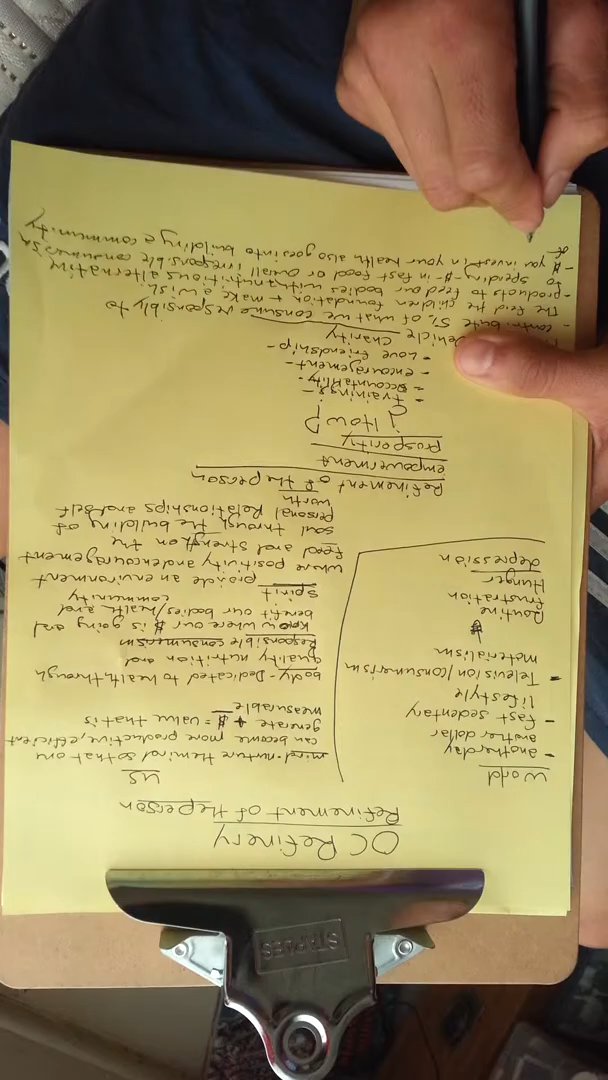 OC Refinery
Refinement of the person
World
- another day
another dollar
- fast sedentary
lifestyle
- Television/consumerism
materialism
$
Routine
frustration
Hunger
depression
US
mind-nurture the mind so that one
can become more productive, efficient
generate + $ = value that is
measurable
body - Dedicated to health through
quality nutrition and
Responsible consumerism
know where our $ is going and
benefit our bodies/health and
community
spirit - provide an environment
where positivity and encouragement
feed and strengthen the
soul through the building of
personal Relationships and self
worth
Refinement of the person
empowerment
prosperity
¿How?
- trainings -
- accountability -
- encouragement -
- Love friendship -
vehicle charity
- contribute 5% of what we consume responsibly to
The feed the children foundation + make a wish.
- products to feed our bodies with a nutritious alternative
to spending -$- in fast food or overall irresponsible consumerism
- $ you invest in your health also goes into building a community
of
STAPLES